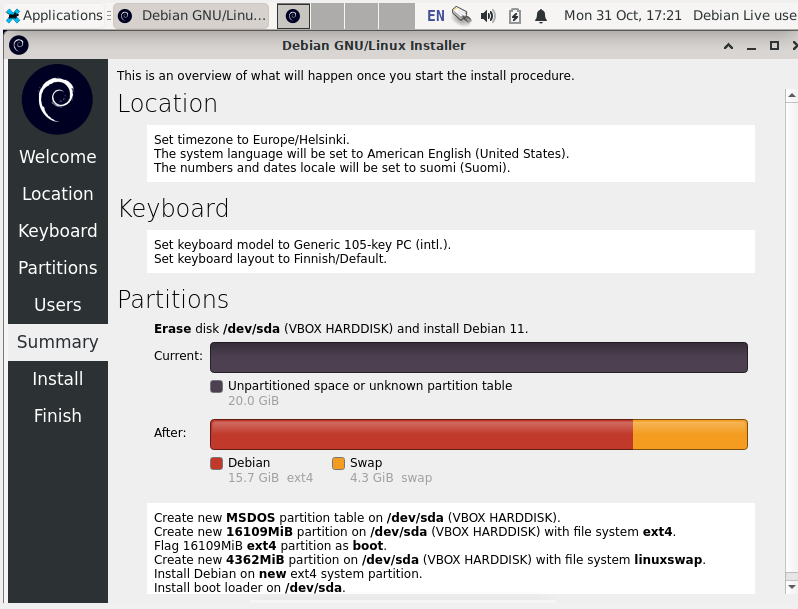 Applications
Debian GNU/Linu...
EN
Mon 31 Oct, 17:21
Debian Live use
Debian GNU/Linux Installer
Welcome
Location
Keyboard
Partitions
Users
Summary
Install
Finish
This is an overview of what will happen once you start the install procedure.
Location
Set timezone to Europe/Helsinki.
The system language will be set to American English (United States).
The numbers and dates locale will be set to suomi (Suomi).
Keyboard
Set keyboard model to Generic 105-key PC (intl.).
Set keyboard layout to Finnish/Default.
Partitions
Erase disk /dev/sda (VBOX HARDDISK) and install Debian 11.
Current:
Unpartitioned space or unknown partition table
20.0 GiB
After:
Debian
15.7 GiB ext4
Swap
4.3 GiB swap
Create new MSDOS partition table on /dev/sda (VBOX HARDDISK).
Create new 16109MiB partition on /dev/sda (VBOX HARDDISK) with file system ext4.
Flag 16109MiB ext4 partition as boot.
Create new 4362MiB partition on /dev/sda (VBOX HARDDISK) with file system linuxswap.
Install Debian on new ext4 system partition.
Install boot loader on /dev/sda.